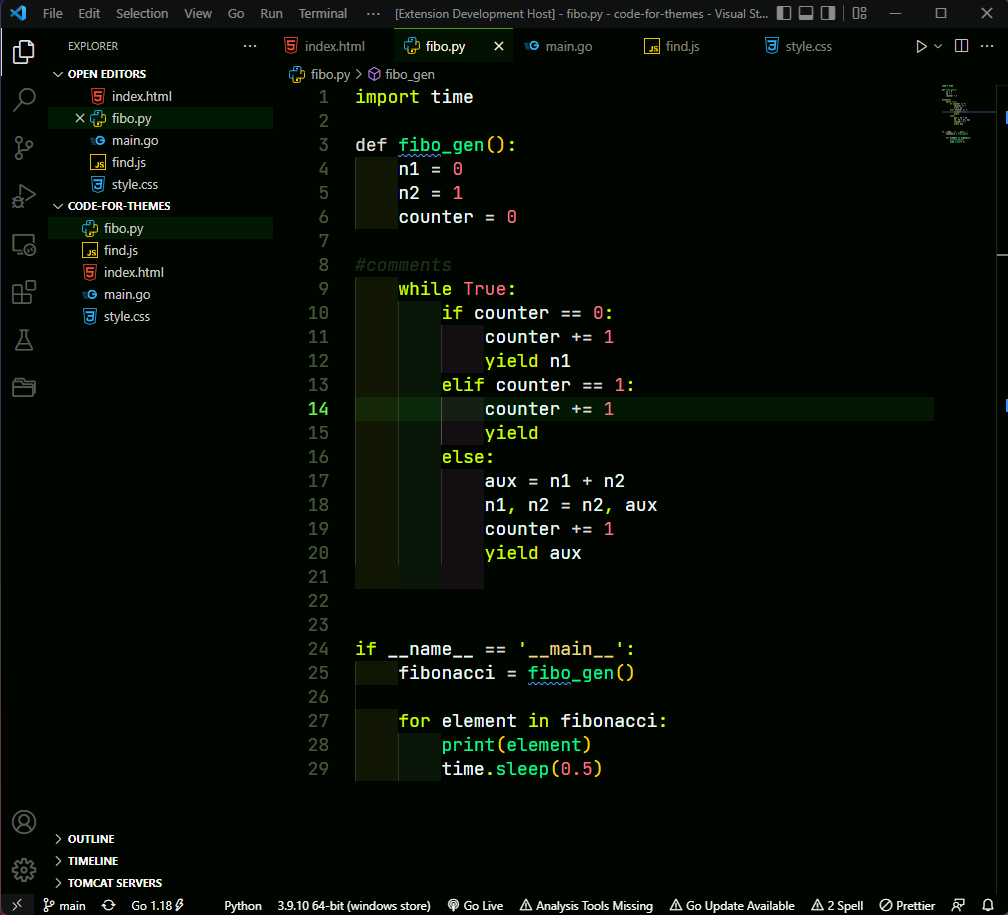 File Edit Selection View Go Run Terminal ··· [Extension Development Host] - fibo.py - code-for-themes - Visual St...
EXPLORER ···
OPEN EDITORS
index.html
fibo.py
main.go
find.js
style.css
CODE-FOR-THEMES
fibo.py
find.js
index.html
main.go
style.css
OUTLINE
TIMELINE
TOMCAT SERVERS
index.html fibo.py main.go find.js style.css
fibo.py > fibo_gen
1 import time
2
3 def fibo_gen():
4 n1 = 0
5 n2 = 1
6 counter = 0
7
8 #comments
9 while True:
10 if counter == 0:
11 counter += 1
12 yield n1
13 elif counter == 1:
14 counter += 1
15 yield
16 else:
17 aux = n1 + n2
18 n1, n2 = n2, aux
19 counter += 1
20 yield aux
21
22
23
24 if __name__ == '__main__':
25 fibonacci = fibo_gen()
26
27 for element in fibonacci:
28 print(element)
29 time.sleep(0.5)
main Go 1.18 Python 3.9.10 64-bit (windows store) Go Live Analysis Tools Missing Go Update Available 2 Spell Prettier